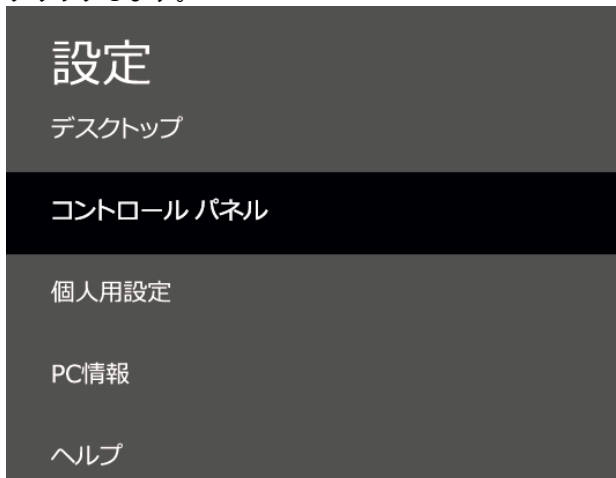 設定
デスクトップ
コントロール パネル
個人用設定
PC情報
ヘルプ